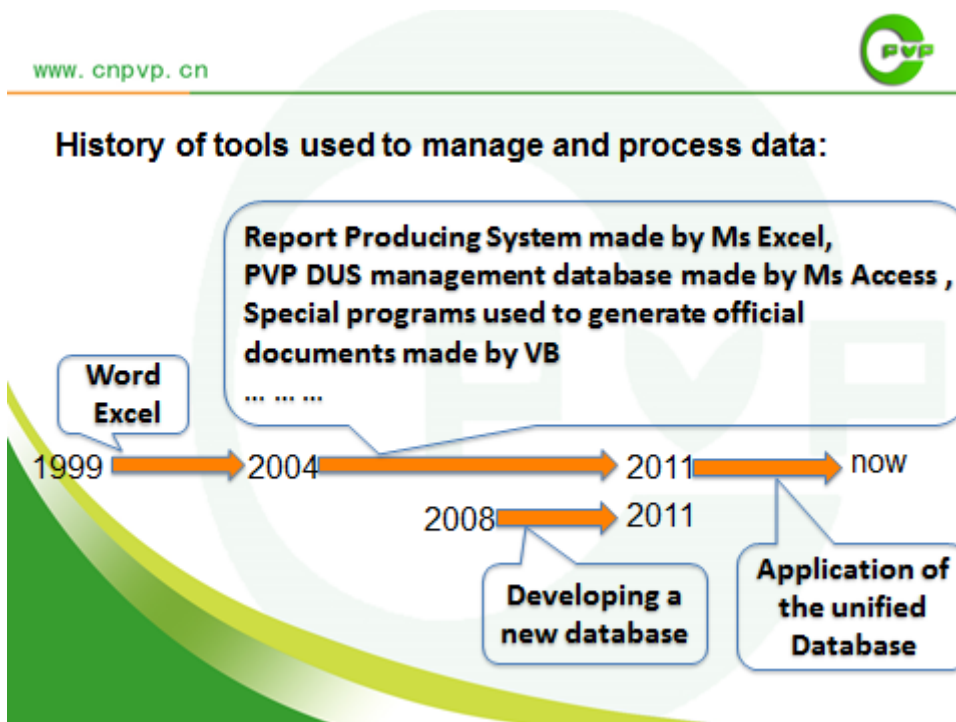 www. cnpvp. cn
PVP
History of tools used to manage and process data:
Report Producing System made by Ms Excel,
PVP DUS management database made by Ms Access ,
Special programs used to generate official
documents made by VB
... ... ...
Word
Excel
1999
2004
2011
now
2008
2011
Developing a
new database
Application of
the unified
Database